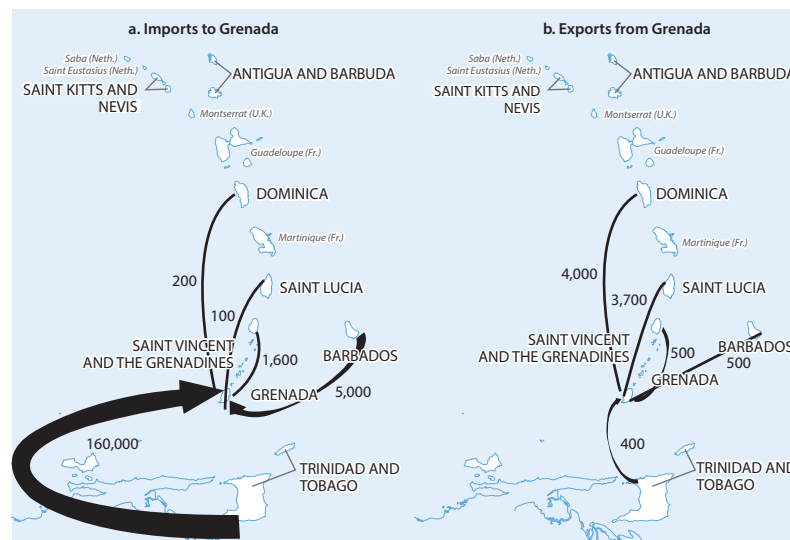 a. Imports to Grenada
Saba (Neth.)
Saint Eustasius (Neth.)
SAINT KITTS AND
NEVIS
ANTIGUA AND BARBUDA
Montserrat (U.K.)
Guadeloupe (Fr.)
DOMINICA
Martinique (Fr.)
200
SAINT LUCIA
100
SAINT VINCENT
AND THE GRENADINES
1,600
BARBADOS
5,000
GRENADA
160,000
TRINIDAD AND
TOBAGO
b. Exports from Grenada
Saba (Neth.)
Saint Eustasius (Neth.)
SAINT KITTS AND
NEVIS
ANTIGUA AND BARBUDA
Montserrat (U.K.)
Guadeloupe (Fr.)
DOMINICA
Martinique (Fr.)
4,000
SAINT LUCIA
3,700
SAINT VINCENT
AND THE GRENADINES
500
BARBADOS
500
GRENADA
400
TRINIDAD AND
TOBAGO